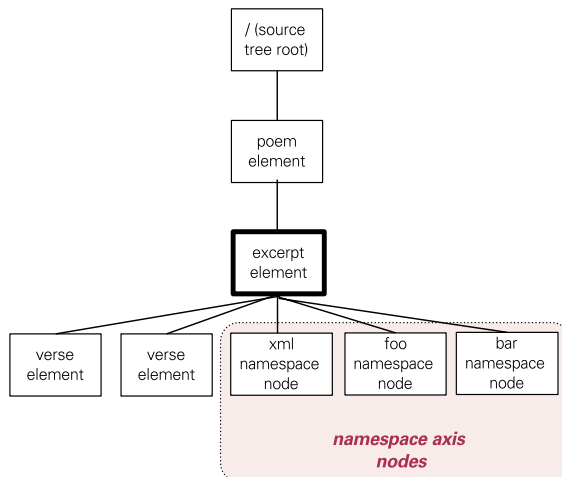 / (source
tree root)
poem
element
excerpt
element
verse
element
verse
element
xml
namespace
node
foo
namespace
node
bar
namespace
node
namespace axis
nodes